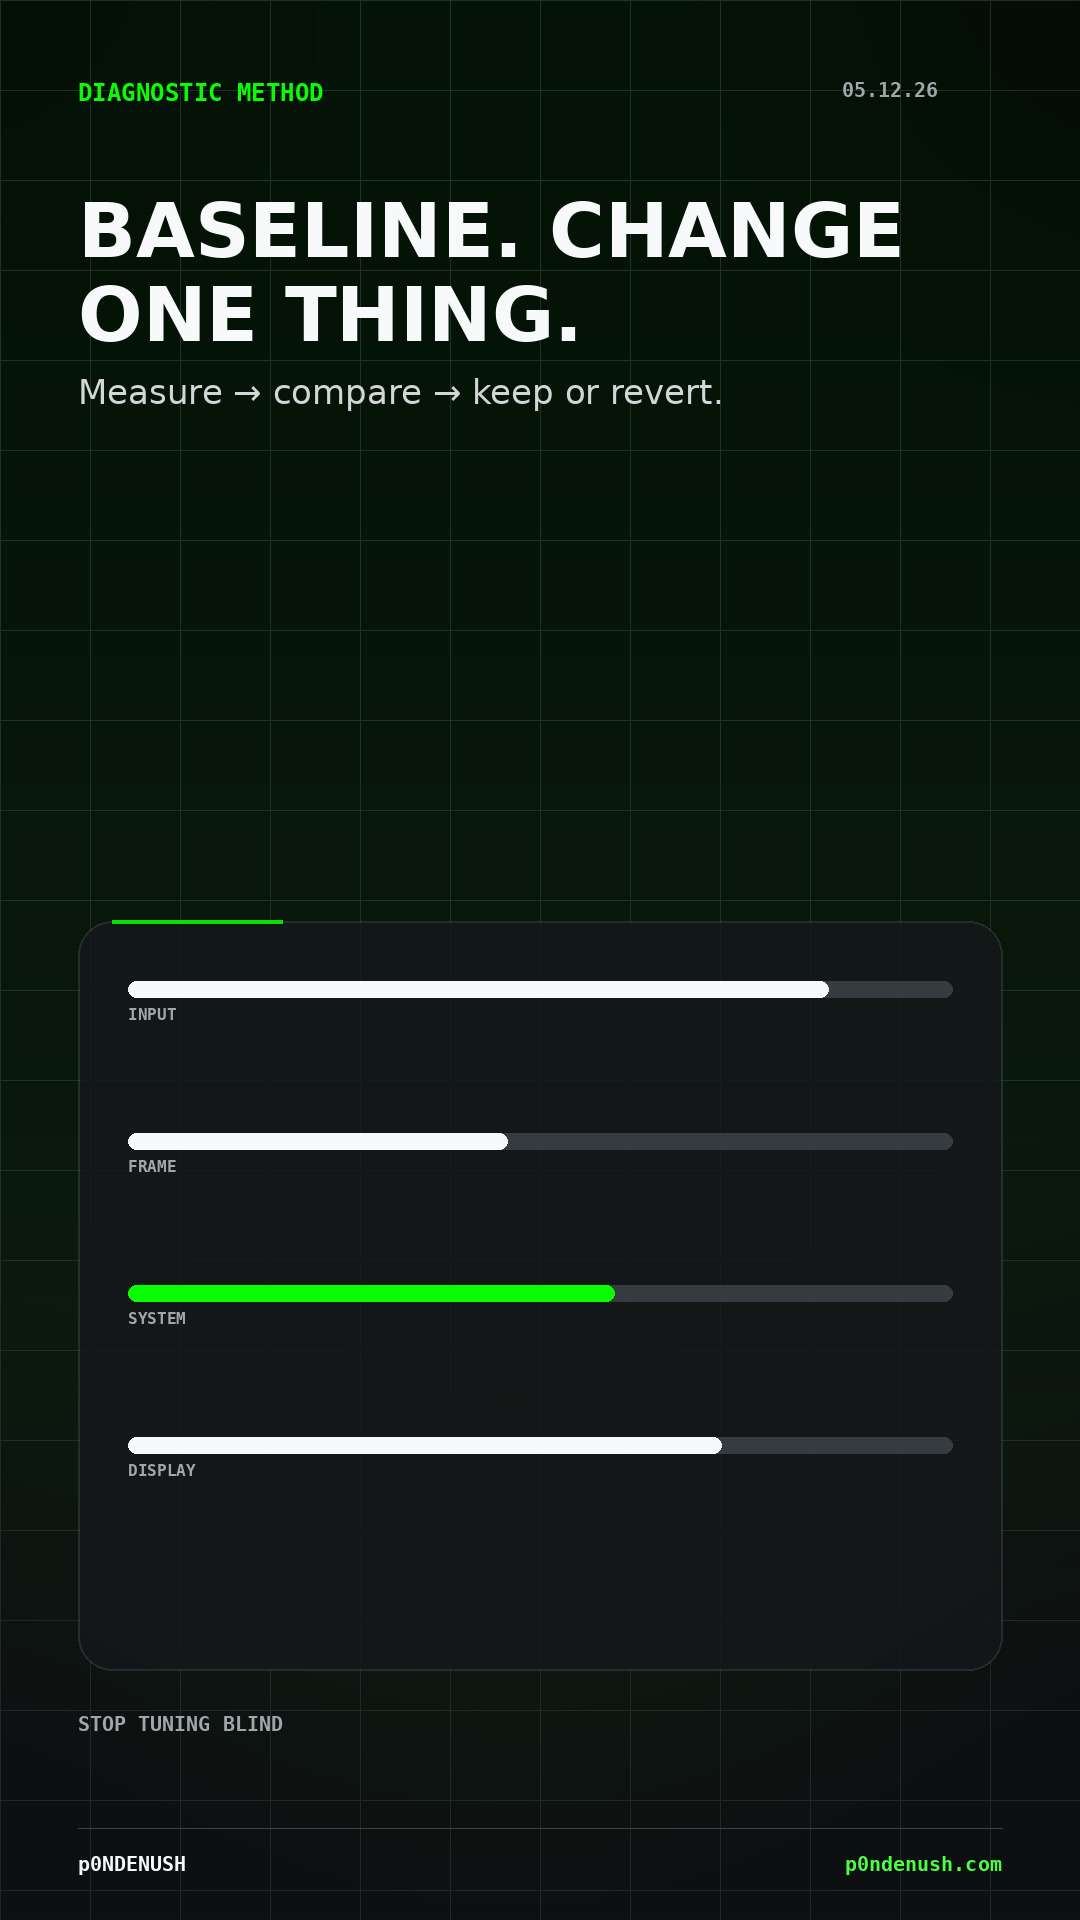 DIAGNOSTIC METHOD
05.12.26
BASELINE. CHANGE
ONE THING.
Measure → compare → keep or revert.
INPUT
FRAME
SYSTEM
DISPLAY
STOP TUNING BLIND
p0NDENUSH
p0ndenush.com